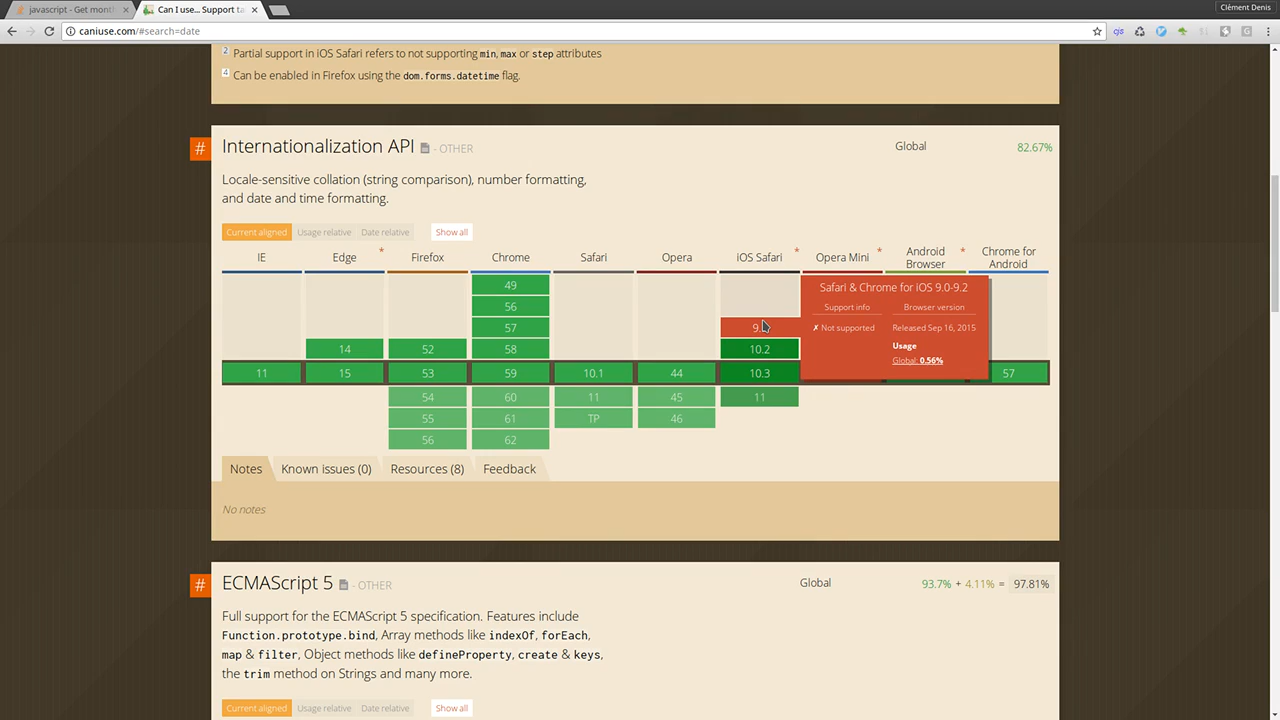 javascript - Get mont
Can I use... Support ta
Clément Denis
caniuse.com/#search=date
2 Partial support in iOS Safari refers to not supporting min, max or step attributes
4 Can be enabled in Firefox using the dom.forms.datetime flag.
# Internationalization API - OTHER
Global 82.67%
Locale-sensitive collation (string comparison), number formatting,
and date and time formatting.
Current aligned Usage relative Date relative Show all
IE Edge * Firefox Chrome Safari Opera iOS Safari * Opera Mini * Android Browser * Chrome for Android
49
56
57
14 52 58 10.2
11 15 53 59 10.1 44 10.3 57
54 60 11 45 11
55 61 TP 46
56 62
Safari & Chrome for iOS 9.0-9.2
Support info Browser version
✗ Not supported Released Sep 16, 2015
Usage
Global: 0.56%
Notes Known issues (0) Resources (8) Feedback
No notes
# ECMAScript 5 - OTHER
Global 93.7% + 4.11% = 97.81%
Full support for the ECMAScript 5 specification. Features include
Function.prototype.bind, Array methods like indexOf, forEach,
map & filter, Object methods like defineProperty, create & keys,
the trim method on Strings and many more.
Current aligned Usage relative Date relative Show all